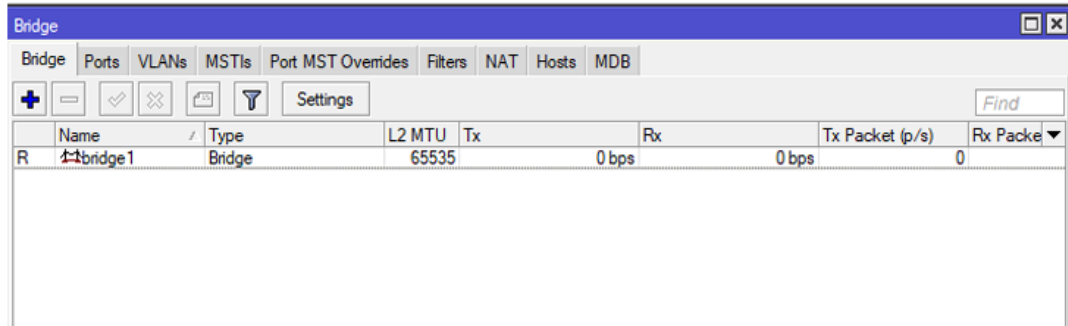 Bridge
Bridge Ports VLANs MSTIs Port MST Overrides Filters NAT Hosts MDB
Settings Find
Name / Type L2 MTU Tx Rx Tx Packet (p/s) Rx Packe
R bridge1 Bridge 65535 0 bps 0 bps 0